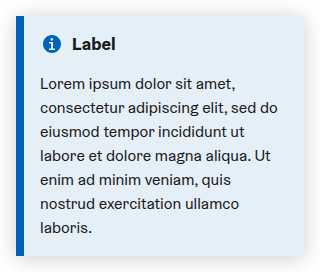 Label
Lorem ipsum dolor sit amet,
consectetur adipiscing elit, sed do
eiusmod tempor incididunt ut
labore et dolore magna aliqua. Ut
enim ad minim veniam, quis
nostrud exercitation ullamco
laboris.